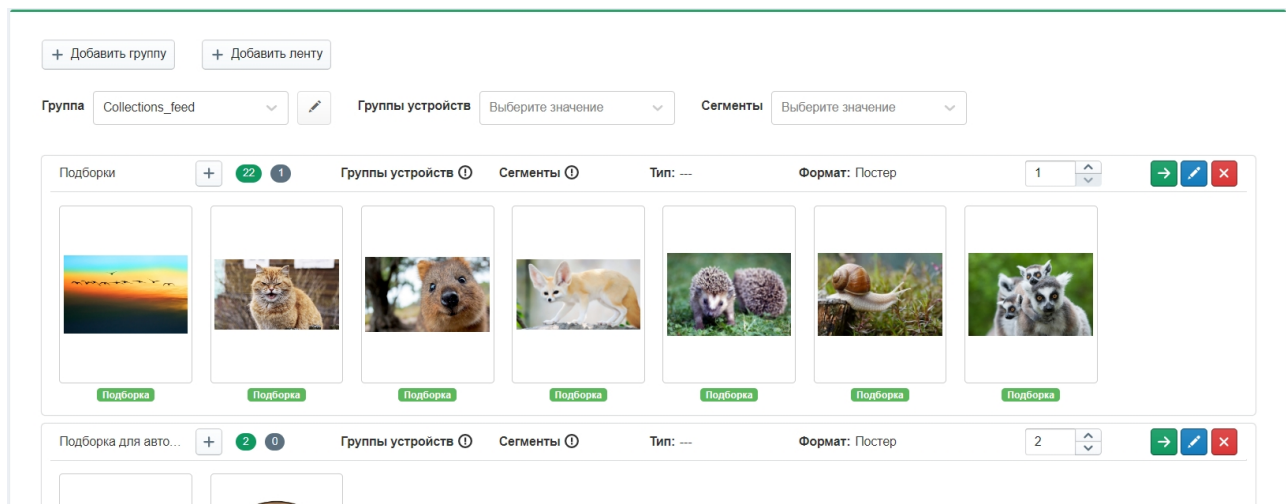 + Добавить группу + Добавить ленту
Группа Collections_feed Группы устройств Выберите значение Сегменты Выберите значение
Подборки + 22 1 Группы устройств Сегменты Тип: --- Формат: Постер 1
Подборка Подборка Подборка Подборка Подборка Подборка Подборка
Подборка для авто... + 2 0 Группы устройств Сегменты Тип: --- Формат: Постер 2